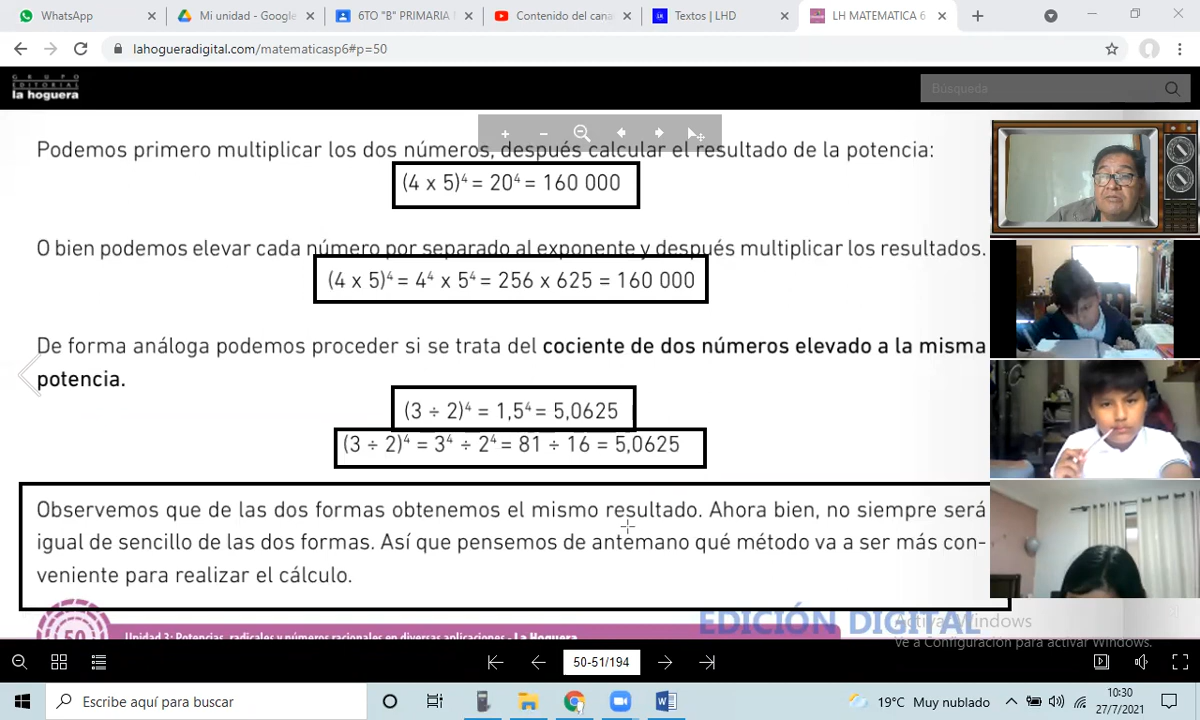 WhatsApp
Mi unidad - Google
6TO "B" PRIMARIA
Contenido del cana
Textos | LHD
LH MATEMATICA 6
lahogueradigital.com/matematicasp6#p=50
GRUPO
EDITORIAL
la hoguera
Búsqueda
Podemos primero multiplicar los dos números, después calcular el resultado de la potencia:
(4 x 5)⁴ = 20⁴ = 160 000
O bien podemos elevar cada número por separado al exponente y después multiplicar los resultados.
(4 x 5)⁴ = 4⁴ x 5⁴ = 256 x 625 = 160 000
De forma análoga podemos proceder si se trata del cociente de dos números elevado a la misma
potencia.
(3 ÷ 2)⁴ = 1,5⁴ = 5,0625
(3 ÷ 2)⁴ = 3⁴ ÷ 2⁴ = 81 ÷ 16 = 5,0625
Observemos que de las dos formas obtenemos el mismo resultado. Ahora bien, no siempre será
igual de sencillo de las dos formas. Así que pensemos de antemano qué método va a ser más con-
veniente para realizar el cálculo.
50
Unidad 3: Potencias, radicales y números racionales en diversas aplicaciones - La Hoguera
EDICIÓN DIGITAL
Activar Windows
Ve a Configuración para activar Windows.
50-51/194
Escribe aquí para buscar
19°C Muy nublado
10:30
27/7/2021